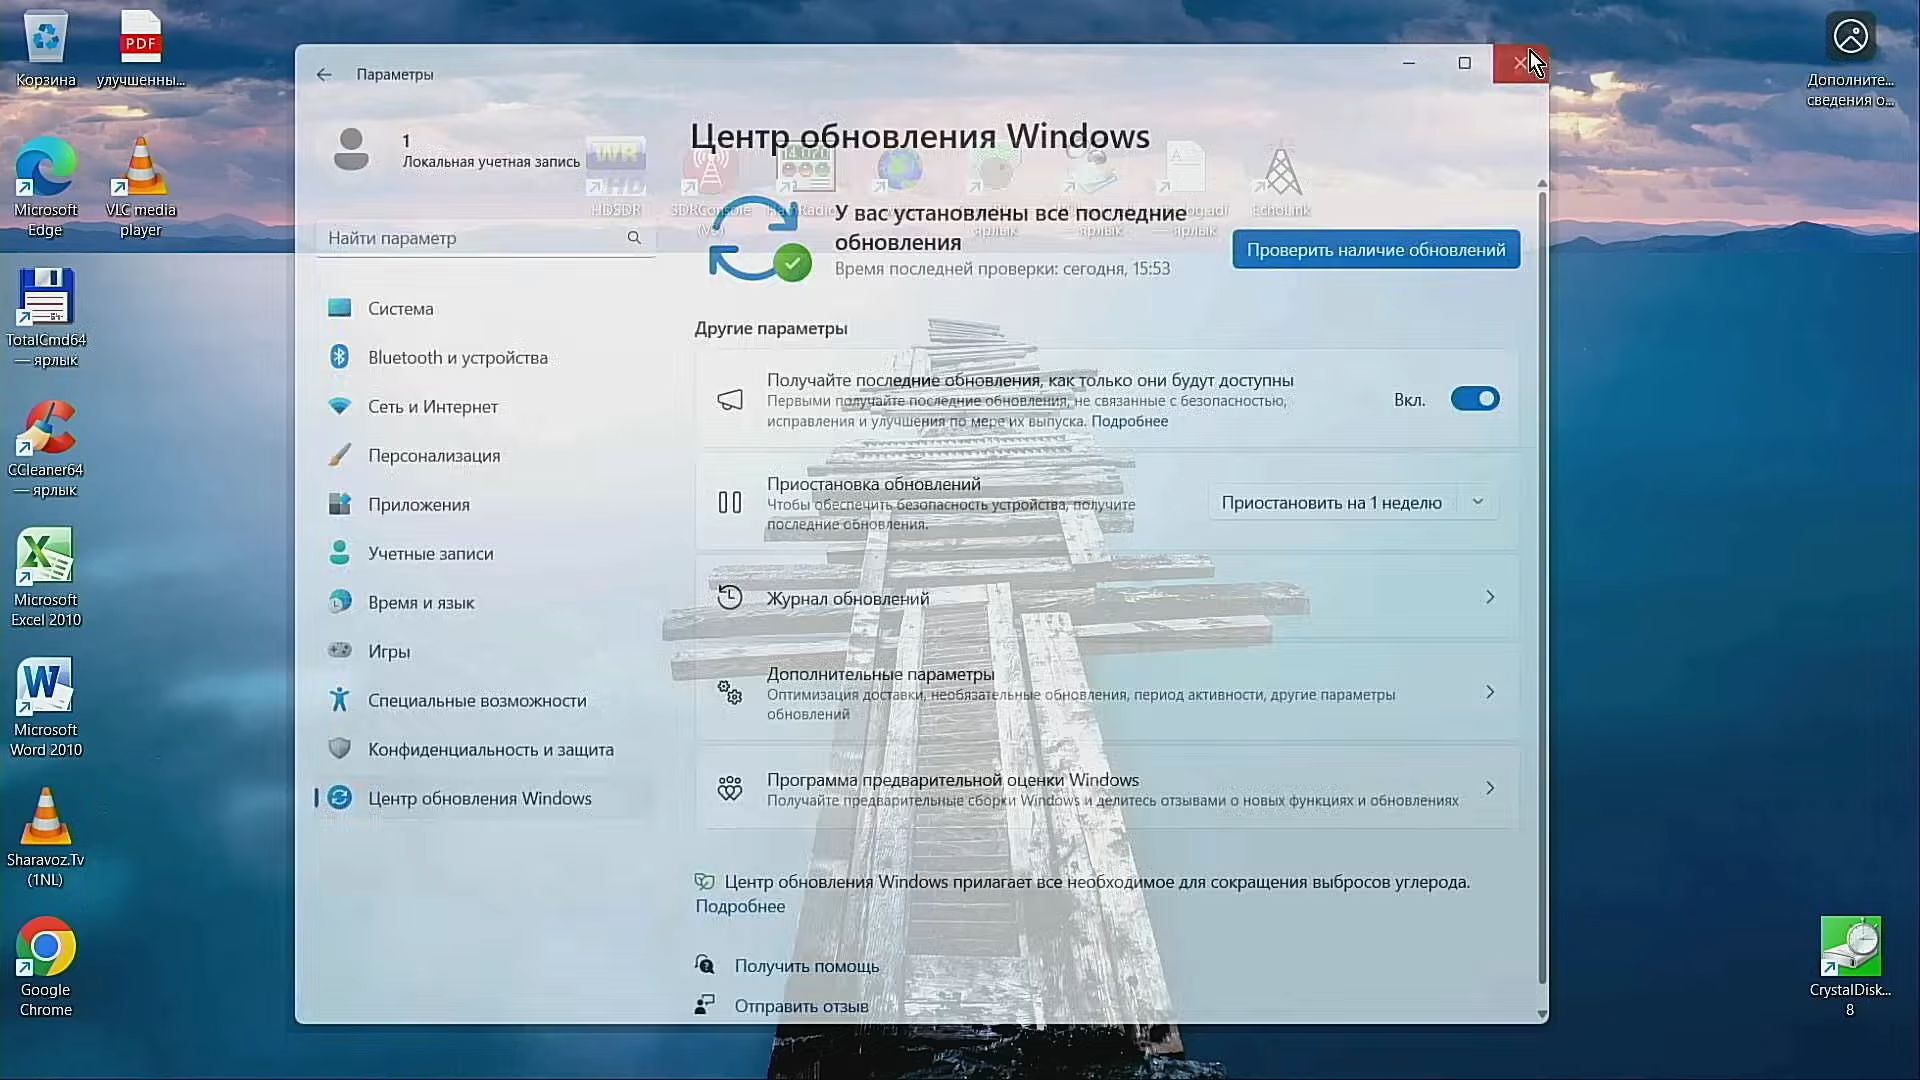 Корзина
улучшенны...
Microsoft
Edge
VLC media
player
TotalCmd64
— ярлык
CCleaner64
— ярлык
Microsoft
Excel 2010
Microsoft
Word 2010
Sharavoz.Tv
(1NL)
Google
Chrome
Параметры
1
Локальная учетная запись
Найти параметр
Система
Bluetooth и устройства
Сеть и Интернет
Персонализация
Приложения
Учетные записи
Время и язык
Игры
Специальные возможности
Конфиденциальность и защита
Центр обновления Windows
Центр обновления Windows
HDSDR
SDRConsole
EchoLink
ярлык
— ярлык
— ярлык
У вас установлены все последние
обновления
Время последней проверки: сегодня, 15:53
Проверить наличие обновлений
Другие параметры
Получайте последние обновления, как только они будут доступны
Первыми получайте последние обновления, не связанные с безопасностью,
исправления и улучшения по мере их выпуска. Подробнее
Вкл.
Приостановка обновлений
Чтобы обеспечить безопасность устройства, получите
последние обновления.
Приостановить на 1 неделю
Журнал обновлений
Дополнительные параметры
Оптимизация доставки, необязательные обновления, период активности, другие параметры
обновлений
Программа предварительной оценки Windows
Получайте предварительные сборки Windows и делитесь отзывами о новых функциях и обновлениях
Центр обновления Windows прилагает все необходимое для сокращения выбросов углерода.
Подробнее
Получить помощь
Отправить отзыв
Дополните...
сведения о...
CrystalDisk...
8